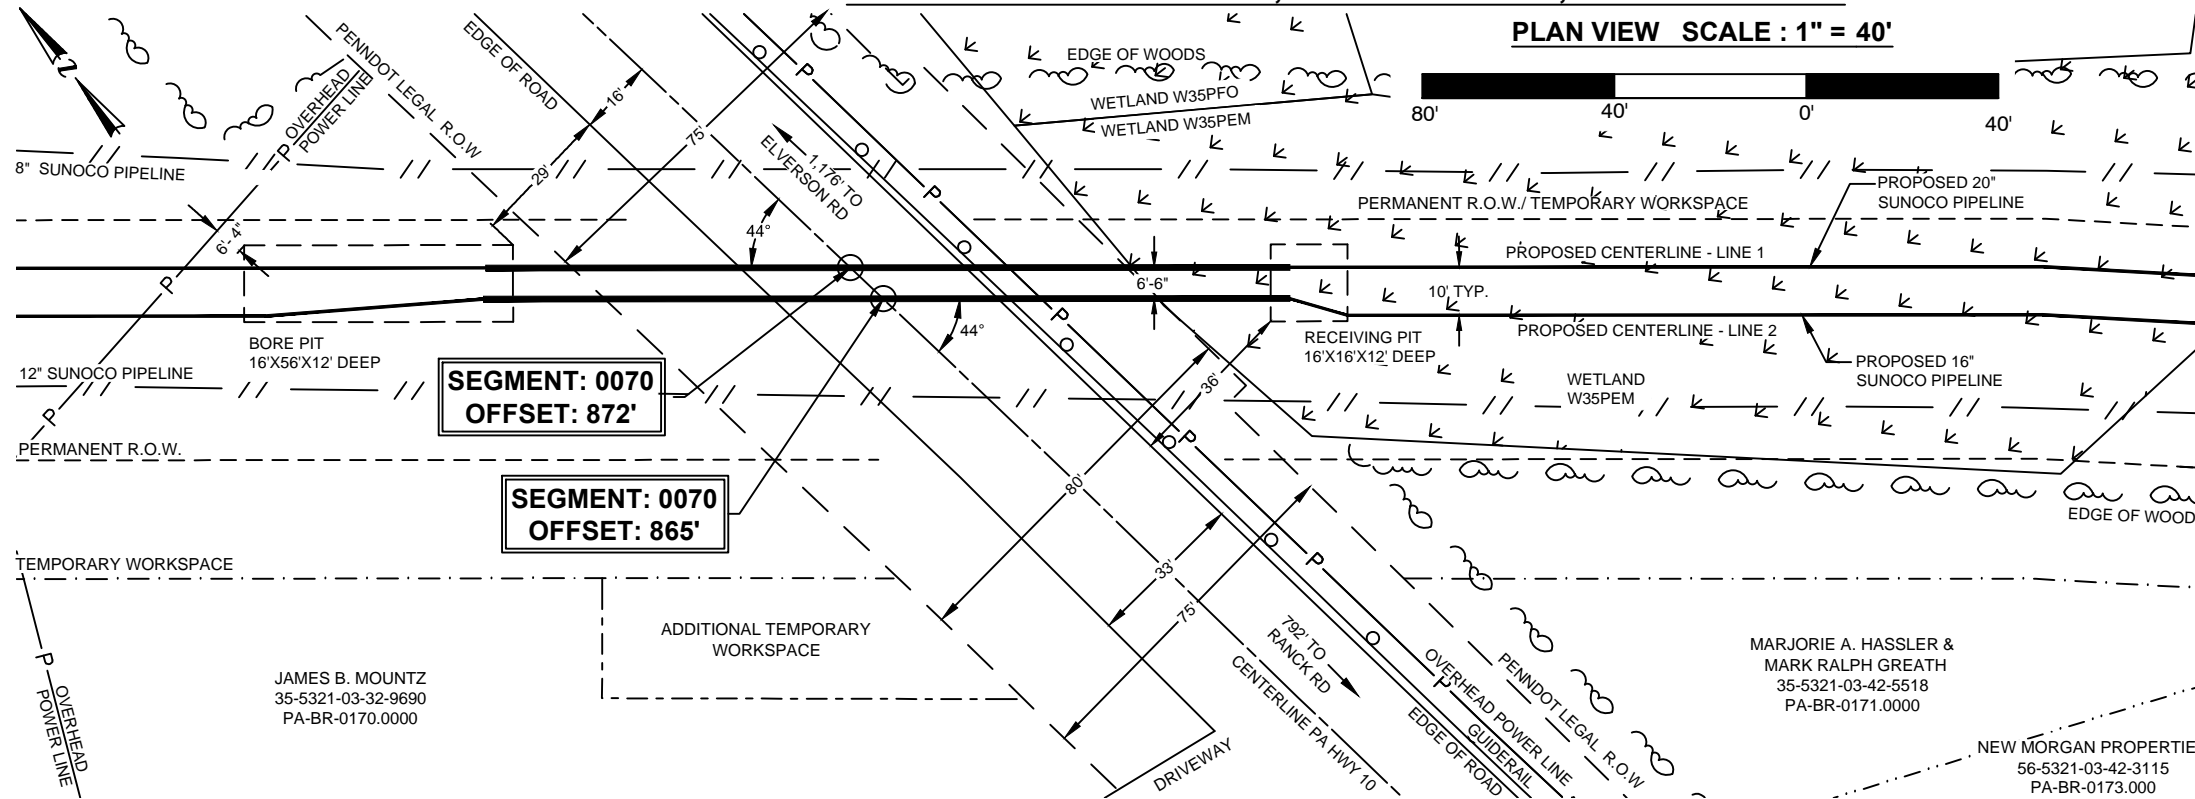 PLAN VIEW SCALE : 1" = 40'
80'
40'
0'
40'
N
PENNDOT LEGAL R.O.W
EDGE OF ROAD
OVERHEAD
POWER LINE
P
8" SUNOCO PIPELINE
16'
75'
29'
1,176' TO
ELVERSON RD
P
P
EDGE OF WOODS
WETLAND W35PFO
WETLAND W35PEM
PERMANENT R.O.W./ TEMPORARY WORKSPACE
PROPOSED 20"
SUNOCO PIPELINE
6'- 4"
44°
P
PROPOSED CENTERLINE - LINE 1
6'-6"
10' TYP.
44°
P
PROPOSED CENTERLINE - LINE 2
BORE PIT
16'X56'X12' DEEP
RECEIVING PIT
16'X16'X12' DEEP
PROPOSED 16"
SUNOCO PIPELINE
12" SUNOCO PIPELINE
SEGMENT: 0070
OFFSET: 872'
36'
WETLAND
W35PEM
P
P
PERMANENT R.O.W.
SEGMENT: 0070
OFFSET: 865'
80'
EDGE OF WOOD
TEMPORARY WORKSPACE
33'
P
75'
ADDITIONAL TEMPORARY
WORKSPACE
792' TO
RANCK RD
CENTERLINE PA HWY 10
DRIVEWAY
P
OVERHEAD
POWER LINE
JAMES B. MOUNTZ
35-5321-03-32-9690
PA-BR-0170.0000
P
OVERHEAD POWER LINE
PENNDOT LEGAL R.O.W
GUIDERAIL
EDGE OF ROAD
MARJORIE A. HASSLER &
MARK RALPH GREATH
35-5321-03-42-5518
PA-BR-0171.0000
NEW MORGAN PROPERTIE
56-5321-03-42-3115
PA-BR-0173.000